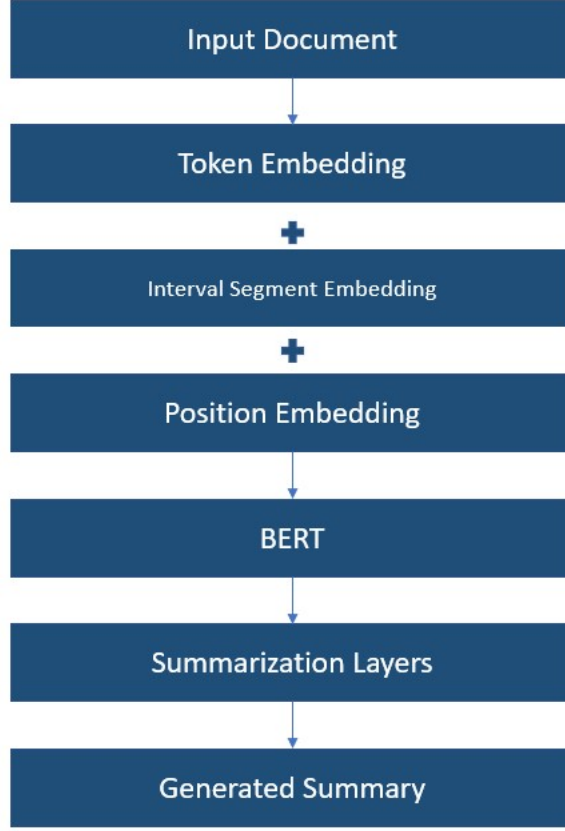 Input Document
Token Embedding
Interval Segment Embedding
Position Embedding
BERT
Summarization Layers
Generated Summary